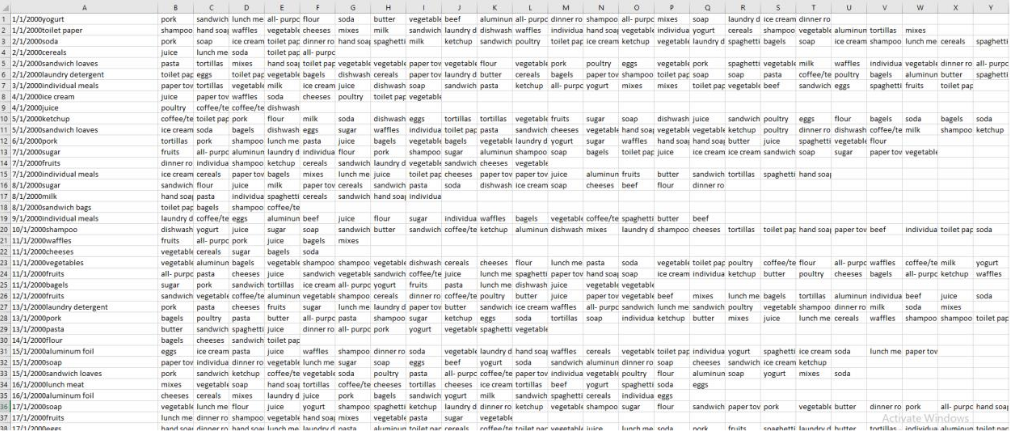 A B C D E F G H I J K L M N O P Q R S T U V W X Y
1 1/1/2000yogurt pork sandwich lunch me all- purpc flour soda butter vegetable beef aluminun all- purpc dinner ro shampoo all- purpc mixes soap laundry d ice cream dinner ro
2 1/1/2000toilet paper shampoo hand soa waffles vegetable cheeses mixes milk sandwich laundry d dishwash waffles individua hand soa vegetable individua yogurt cereals shampoo vegetable aluminun tortillas mixes
3 2/1/2000soda pork soap ice cream toilet pap dinner ro hand soa spaghetti milk ketchup sandwich poultry toilet pap ice cream ketchup vegetable laundry d spaghetti bagels soap ice cream shampoo lunch me cereals spaghetti
4 2/1/2000cereals juice lunch me soda toilet pap all- purpc
5 2/1/2000sandwich loaves pasta tortillas mixes hand soa toilet pap vegetable vegetable paper tov vegetable flour vegetable pork poultry eggs vegetable pork spaghetti vegetable milk waffles individua vegetable dinner ro all- purpc
6 2/1/2000laundry detergent toilet pap eggs toilet pap vegetable bagels dishwash cereals paper tov laundry d butter cereals bagels paper tov shampoo toilet pap soap soap pasta coffee/te poultry bagels aluminun butter spaghetti
7 3/1/2000individual meals paper tov tortillas vegetable milk ice cream juice dishwash soap sandwich pasta ketchup all- purpc yogurt mixes mixes toilet pap vegetable beef sandwich eggs spaghetti fruits toilet pap
8 4/1/2000ice cream juice paper tov waffles soda cheeses poultry toilet pap vegetable
9 4/1/2000juice poultry coffee/te coffee/te dishwash
10 5/1/2000ketchup coffee/te toilet pap pork flour milk soda dishwash eggs tortillas tortillas vegetable fruits sugar soap dishwash juice sandwich poultry eggs flour bagels soda bagels soda
11 5/1/2000sandwich loaves ice cream soda bagels dishwash eggs sugar waffles individua toilet pap pasta sandwich cheeses vegetable hand soa vegetable vegetable ketchup poultry dinner ro dishwash coffee/te milk shampoo ketchup
12 6/1/2000pork tortillas shampoo lunch me pasta juice bagels vegetable bagels vegetable laundry d yogurt sugar waffles hand soa hand soa butter juice spaghetti vegetable flour
13 7/1/2000sugar fruits all- purpc aluminun laundry d individua flour pork shampoo sugar aluminun shampoo soap bagels toilet pap juice ice cream ice cream sandwich soap sugar paper tov vegetable
14 7/1/2000fruits dinner ro individua shampoo ketchup cereals sandwich laundry d vegetable sandwich cheeses vegetable
15 7/1/2000individual meals ice cream cereals paper tov bagels mixes lunch me juice toilet pap cheeses paper tov paper tov juice aluminun fruits butter sandwich tortillas spaghetti hand soa
16 8/1/2000sugar sandwich flour juice milk paper tov cereals sandwich pasta soda dishwash ice cream soap cheeses beef flour dinner ro
17 8/1/2000milk hand soa pasta individua spaghetti cereals sandwich hand soa individua
18 8/1/2000sandwich bags toilet pap bagels shampoo coffee/te
19 9/1/2000individual meals laundry d coffee/te eggs aluminun beef juice flour sugar individua waffles bagels vegetable coffee/te spaghetti butter beef
20 10/1/2000shampoo dishwash yogurt juice sugar soap sandwich butter sandwich coffee/te ketchup aluminun dishwash mixes laundry d shampoo cheeses tortillas toilet pap hand soa paper tov beef individua toilet pap soda
21 11/1/2000waffles fruits all- purpc pork juice bagels mixes
22 11/1/2000cheeses vegetable cereals sugar bagels soda
23 11/1/2000vegetables vegetable aluminun bagels vegetable shampoo shampoo vegetable dishwash cereals cheeses flour lunch me pasta soda vegetable toilet pap poultry coffee/te flour all- purpc waffles coffee/te milk yogurt
24 11/1/2000fruits all- purpc pasta cheeses juice sandwich vegetable sandwich coffee/te juice lunch me spaghetti paper tov hand soa soap ice cream individua ketchup butter poultry cheeses bagels all- purpc ketchup waffles
25 11/1/2000bagels sugar pork sandwich tortillas ice cream all- purpc yogurt fruits pasta lunch me dishwash juice vegetable vegetable
26 12/1/2000fruits sandwich vegetable coffee/te aluminun vegetable shampoo cereals dinner ro coffee/te poultry butter juice paper tov vegetable beef mixes lunch me bagels tortillas aluminun individua beef juice soda
27 13/1/2000laundry detergent pork pasta cheeses fruits sugar lunch me laundry d paper tov butter sandwich ice cream waffles all- purpc sandwich lunch me sandwich poultry vegetable shampoo dinner ro milk soda mixes
28 13/1/2000pork bagels poultry pasta butter all- purpc pasta shampoo sugar ketchup eggs soda tortillas soap individua ketchup butter mixes juice lunch me cereals waffles shampoo shampoo toilet pap
29 13/1/2000pasta butter sandwich spaghetti juice dinner ro all- purpc pork yogurt vegetable spaghetti vegetable
30 14/1/2000flour bagels cheeses sandwich toilet pap
31 15/1/2000aluminum foil eggs ice cream pasta juice waffles shampoo dinner ro soda vegetable laundry d hand soa waffles cereals vegetable toilet pap individua yogurt spaghetti ice cream soda lunch me paper tov
32 15/1/2000soap paper tov individua dinner ro vegetable lunch me sugar soap eggs beef yogurt soda sandwich aluminun dinner ro soap cheeses sandwich ice cream ketchup
33 15/1/2000sandwich loaves pork sandwich ketchup coffee/te vegetable soda poultry pasta all- purpc coffee/te paper tov individua vegetable poultry flour aluminun soap yogurt mixes soda
34 16/1/2000lunch meat mixes vegetable soap hand soa tortillas coffee/te cheeses tortillas cheeses ice cream tortillas beef yogurt spaghetti soda eggs
35 16/1/2000aluminum foil cheeses cereals mixes laundry d juice pork bagels sandwich yogurt milk sandwich spaghetti cereals individua eggs
36 17/1/2000soap vegetable lunch me flour juice yogurt shampoo spaghetti ketchup laundry d dinner ro ketchup vegetable shampoo sugar flour sandwich paper tov pork vegetable butter dinner ro pork all- purpc hand soa
37 17/1/2000fruits lunch me dinner ro shampoo vegetable hand soa mixes vegetable pasta sugar vegetable
38 17/1/2000eggs
Activate Windows